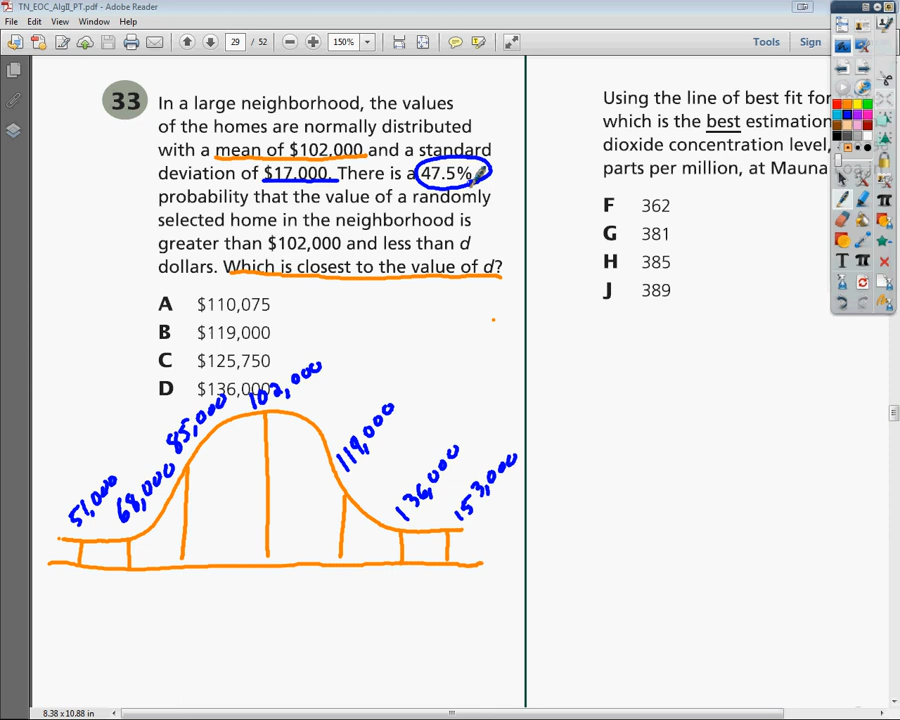 TN_EOC_AlgII_PT.pdf - Adobe Reader
File Edit View Window Help
29 / 52 150% Tools Sign
33
In a large neighborhood, the values
of the homes are normally distributed
with a mean of $102,000 and a standard
deviation of $17,000. There is a 47.5%
probability that the value of a randomly
selected home in the neighborhood is
greater than $102,000 and less than d
dollars. Which is closest to the value of d?
A $110,075
B $119,000
C $125,750
D $136,000
51,000
68,000
85,000
102,000
119,000
136,000
153,000
Using the line of best fit for
which is the best estimation
dioxide concentration level,
parts per million, at Mauna
F 362
G 381
H 385
J 389
8.38 x 10.88 in